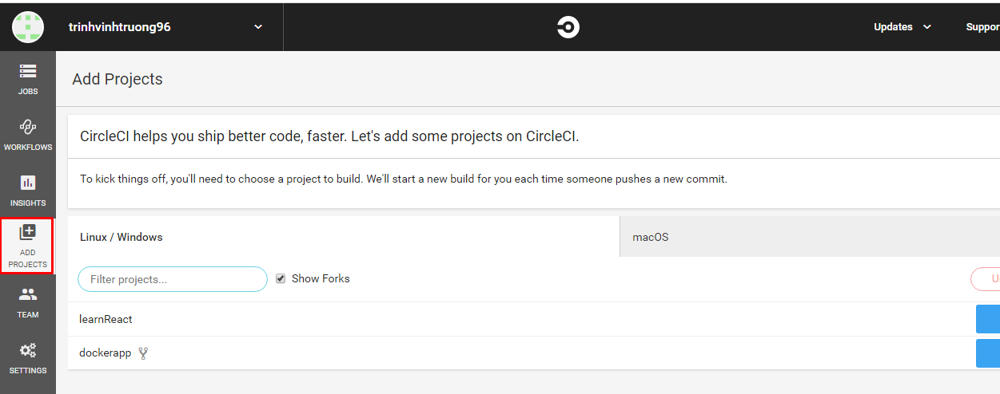 trinhvinhtruong96
Updates
JOBS
WORKFLOWS
INSIGHTS
ADD
PROJECTS
TEAM
SETTINGS
Add Projects
CircleCI helps you ship better code, faster. Let's add some projects on CircleCI.
To kick things off, you'll need to choose a project to build. We'll start a new build for you each time someone pushes a new commit.
Linux / Windows
macOS
Filter projects...
Show Forks
learnReact
dockerapp